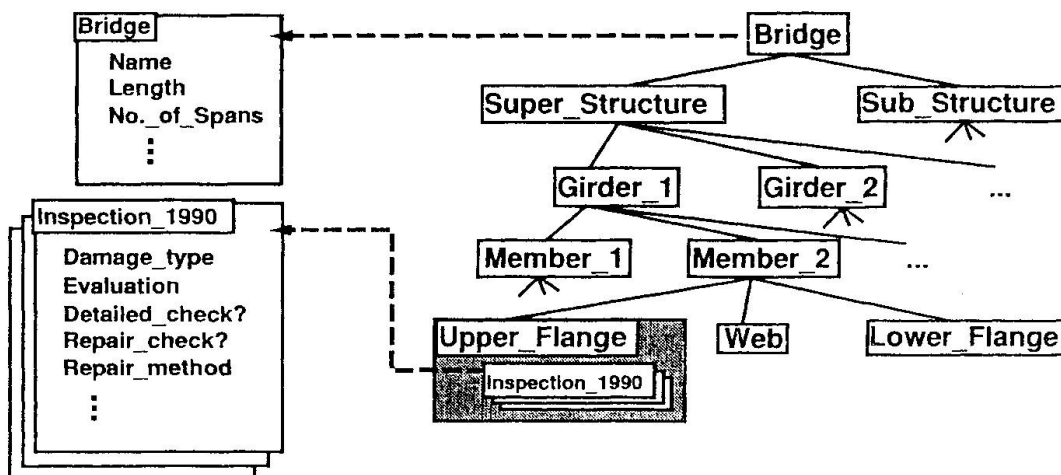 Bridge
Name
Length
No._of_Spans
⋮
Inspection_1990
Damage_type
Evaluation
Detailed_check?
Repair_check?
Repair_method
⋮
Bridge
Super_Structure
Sub_Structure
Girder_1
Girder_2
...
Member_1
Member_2
...
Upper_Flange
Web
Lower_Flange
Inspection_1990